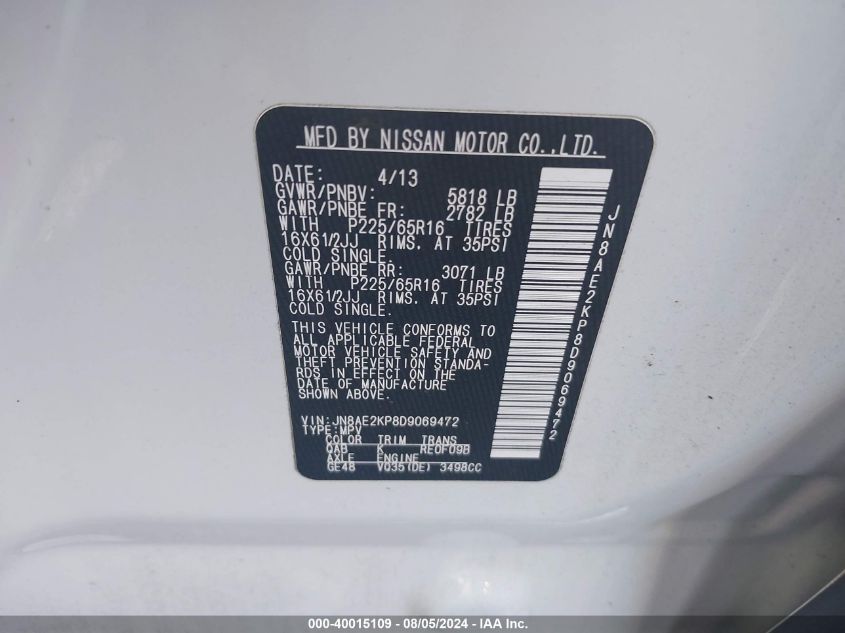 MFD BY NISSAN MOTOR CO.,LTD.
DATE: 4/13
GVWR/PNBV: 5818 LB
GAWR/PNBE FR: 2782 LB
WITH P225/65R16 TIRES
16X61/2JJ RIMS. AT 35PSI
COLD SINGLE.
GAWR/PNBE RR: 3071 LB
WITH P225/65R16 TIRES
16X61/2JJ RIMS. AT 35PSI
COLD SINGLE.
THIS VEHICLE CONFORMS TO
ALL APPLICABLE FEDERAL
MOTOR VEHICLE SAFETY AND
THEFT PREVENTION STANDA-
RDS IN EFFECT ON THE
DATE OF MANUFACTURE
SHOWN ABOVE.
VIN:JN8AE2KP8D9069472
TYPE:MPV
COLOR TRIM TRANS
QAB K RE0F09B
AXLE ENGINE
GE48 VQ35(DE) 3498CC
JN8AE2KP8D9069472
000-40015109 - 08/05/2024 - IAA Inc.